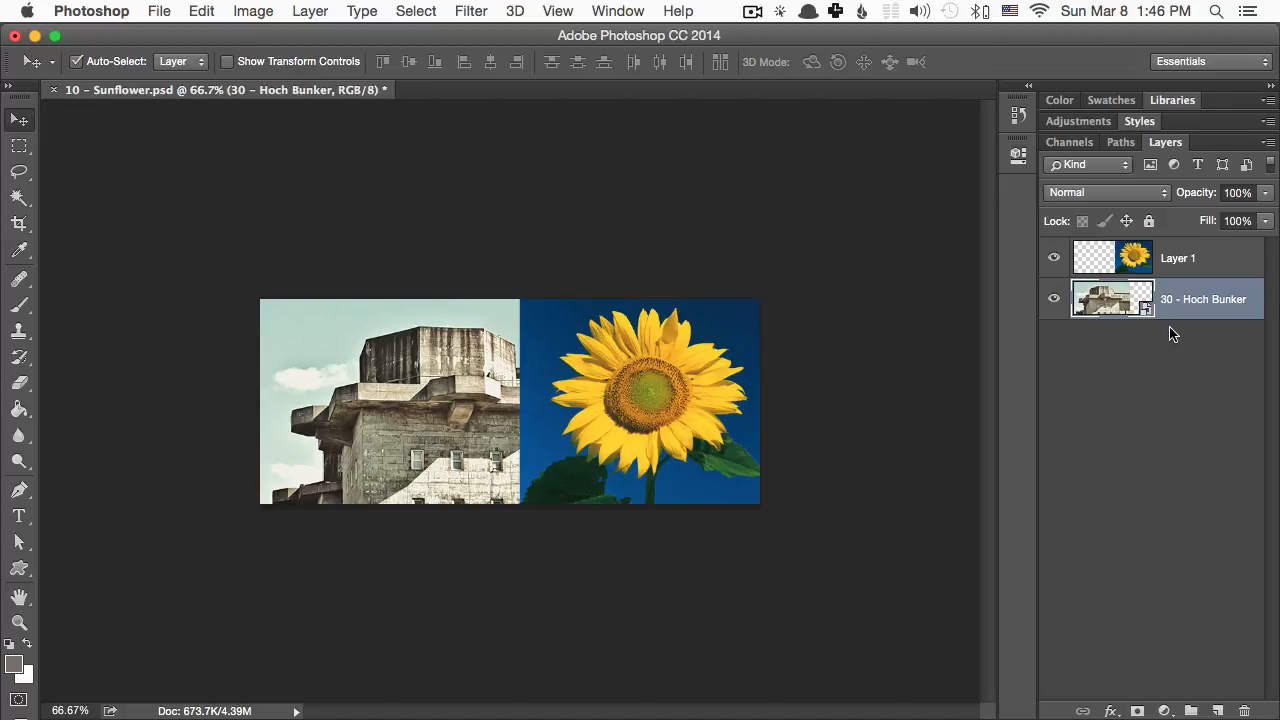 Photoshop File Edit Image Layer Type Select Filter 3D View Window Help Sun Mar 8 1:46 PM
Adobe Photoshop CC 2014
Auto-Select: Layer Show Transform Controls 3D Mode: Essentials
× 10 - Sunflower.psd @ 66.7% (30 - Hoch Bunker, RGB/8) *
Color Swatches Libraries
Adjustments Styles
Channels Paths Layers
Kind T
Normal Opacity: 100%
Lock: Fill: 100%
Layer 1
30 - Hoch Bunker
T
fx
66.67% Doc: 673.7K/4.39M